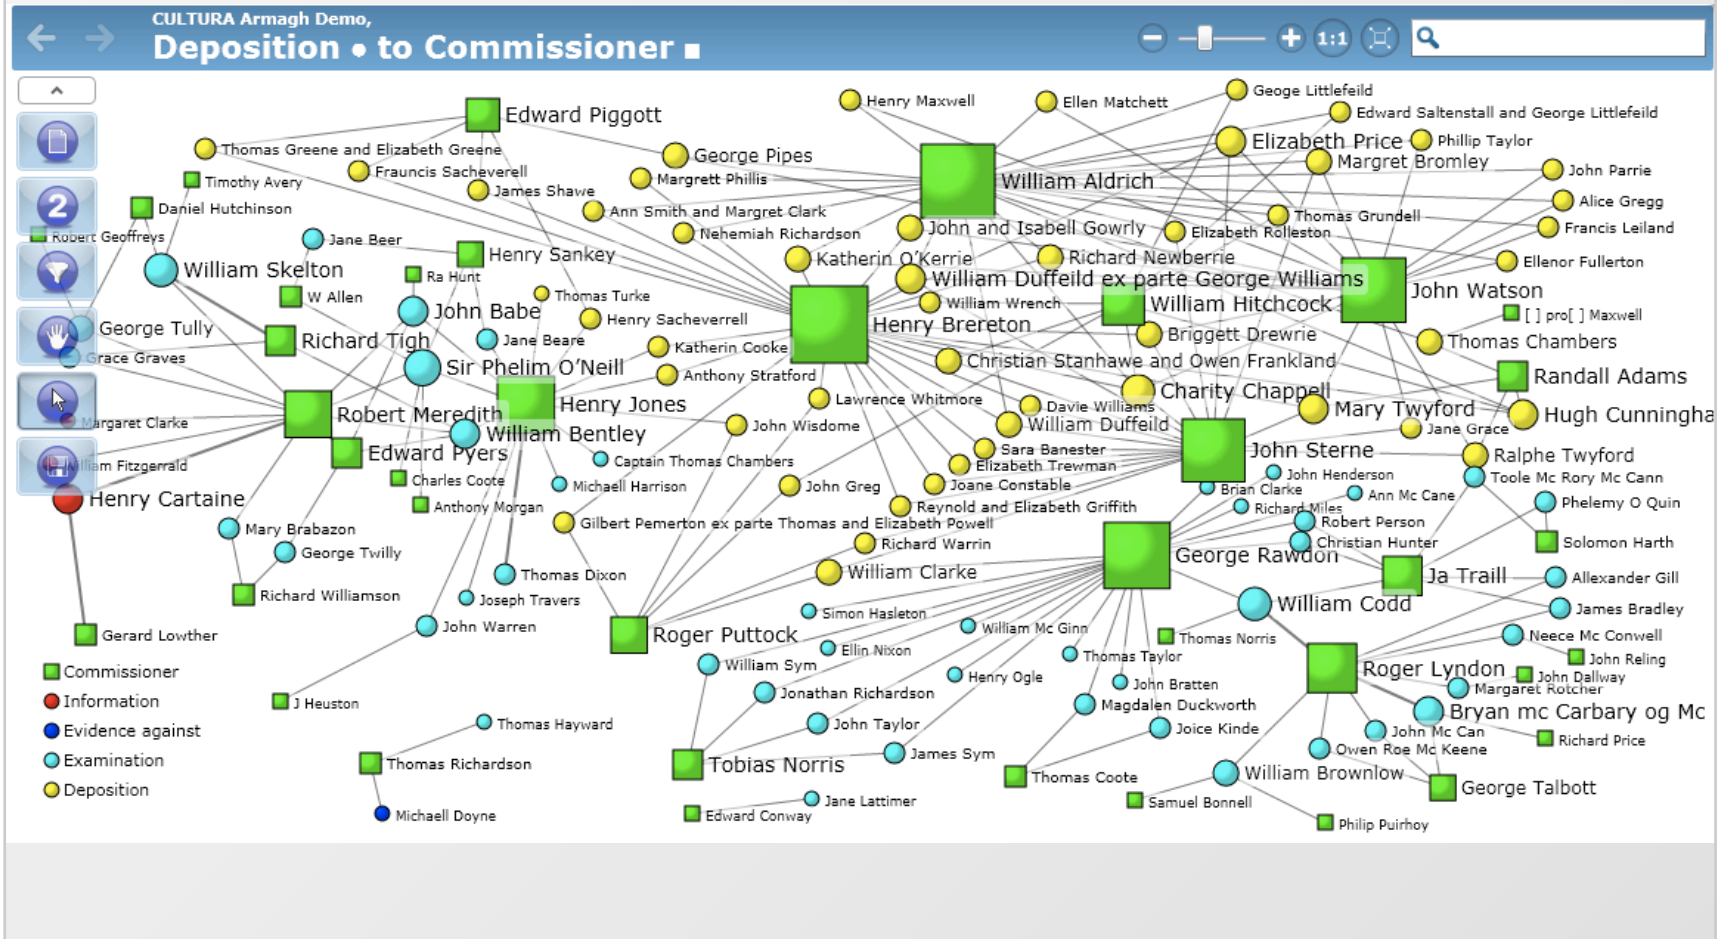 CULTURA Armagh Demo,
Deposition ● to Commissioner ■
1:1
Henry Maxwell
Ellen Matchett
Geoge Littlefeild
Edward Saltenstall and George Littlefeild
Edward Piggott
Elizabeth Price
Phillip Taylor
Thomas Greene and Elizabeth Greene
George Pipes
Margret Bromley
John Parrie
Frauncis Sacheverell
Margrett Phillis
William Aldrich
Timothy Avery
James Shawe
Alice Gregg
2
Daniel Hutchinson
Ann Smith and Margret Clark
Thomas Grundell
Robert Geoffreys
Jane Beer
Nehemiah Richardson
John and Isabell Gowrly
Elizabeth Rolleston
Francis Leiland
Henry Sankey
Katherin O'Kerrie
Richard Newberrie
Ellenor Fullerton
William Skelton
Ra Hunt
William Duffeild ex parte George Williams
W Allen
Thomas Turke
William Wrench
William Hitchcock
John Watson
John Babe
Henry Sacheverrell
Henry Brereton
[ ] pro[ ] Maxwell
George Tully
Richard Tigh
Jane Beare
Katherin Cooke
Briggett Drewrie
Thomas Chambers
Grace Graves
Sir Phelim O'Neill
Anthony Stratford
Christian Stanhawe and Owen Frankland
Randall Adams
Henry Jones
Lawrence Whitmore
Charity Chappell
Robert Meredith
Davie Williams
Mary Twyford
Hugh Cunningha
Margaret Clarke
William Bentley
John Wisdome
William Duffeild
Jane Grace
Edward Pyers
Captain Thomas Chambers
Sara Banester
John Sterne
Ralphe Twyford
William Fitzgerrald
Elizabeth Trewman
John Henderson
Toole Mc Rory Mc Cann
Charles Coote
Michaell Harrison
John Greg
Joane Constable
Brian Clarke
Ann Mc Cane
Henry Cartaine
Anthony Morgan
Reynold and Elizabeth Griffith
Richard Miles
Phelemy O Quin
Mary Brabazon
Gilbert Pemerton ex parte Thomas and Elizabeth Powell
Robert Person
George Twilly
Richard Warrin
Christian Hunter
Solomon Harth
George Rawdon
Thomas Dixon
William Clarke
Ja Traill
Allexander Gill
Richard Williamson
Joseph Travers
Simon Hasleton
William Codd
James Bradley
Gerard Lowther
John Warren
Roger Puttock
William Mc Ginn
Thomas Norris
Neece Mc Conwell
Ellin Nixon
Thomas Taylor
John Reling
Commissioner
William Sym
Henry Ogle
John Bratten
Roger Lyndon
John Dallway
Information
J Heuston
Jonathan Richardson
Magdalen Duckworth
Margaret Rotcher
Evidence against
Thomas Hayward
John Taylor
Joice Kinde
Bryan mc Carbary og Mc
Examination
Thomas Richardson
Tobias Norris
James Sym
John Mc Can
Richard Price
Deposition
Thomas Coote
William Brownlow
Owen Roe Mc Keene
Michaell Doyne
Edward Conway
Jane Lattimer
Samuel Bonnell
George Talbott
Philip Puirhoy